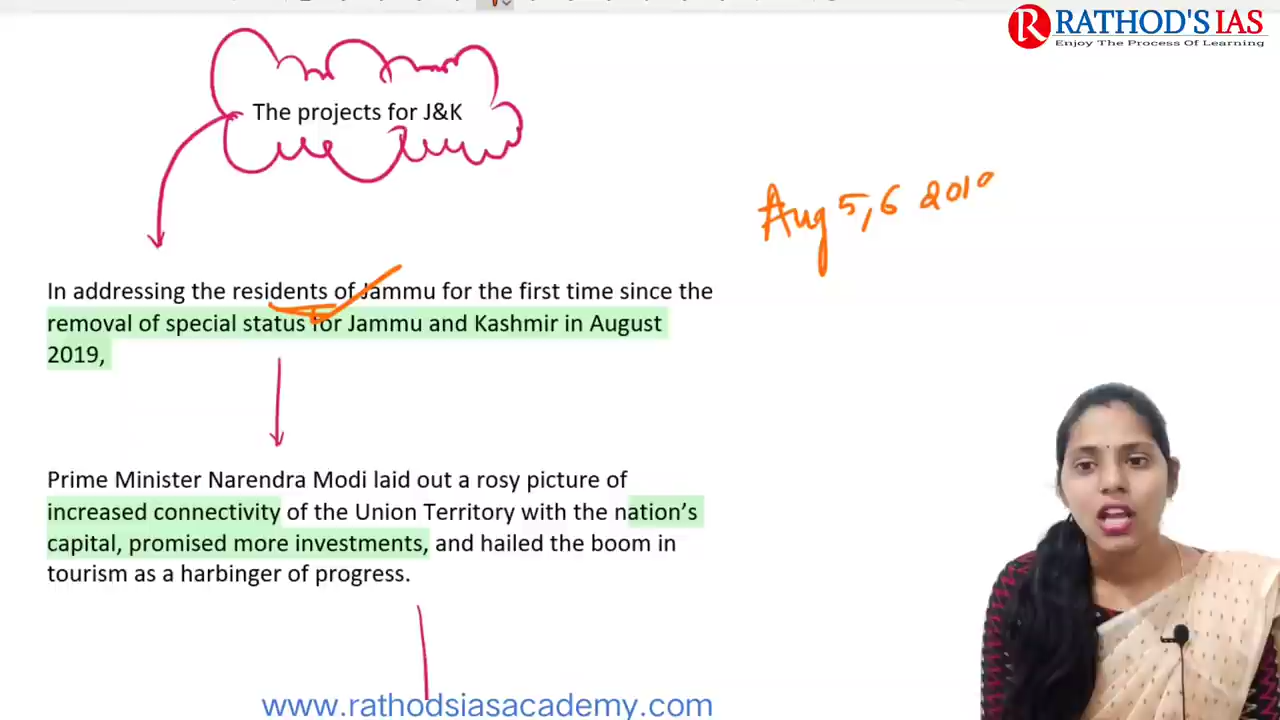 RATHOD'S IAS
Enjoy The Process Of Learning
The projects for J&K
Aug 5,6 2019
In addressing the residents of Jammu for the first time since the
removal of special status for Jammu and Kashmir in August
2019,
Prime Minister Narendra Modi laid out a rosy picture of
increased connectivity of the Union Territory with the nation's
capital, promised more investments, and hailed the boom in
tourism as a harbinger of progress.
www.rathodsiasacademy.com